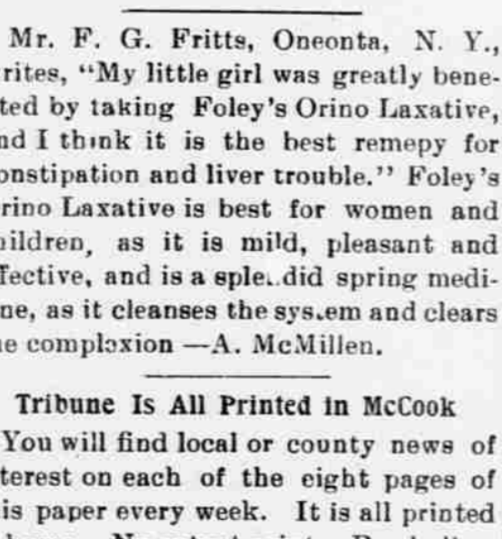 Mr. F. G. Fritts, Oneonta, N. Y.,
rites, "My little girl was greatly bene-
ted by taking Foley's Orino Laxative,
nd I think it is the best remepy for
onstipation and liver trouble." Foley's
rino Laxative is best for women and
ildren, as it is mild, pleasant and
fective, and is a splendid spring medi-
ne, as it cleanses the system and clears
e complexion —A. McMillen.
Tribune Is All Printed in McCook
You will find local or county news of
terest on each of the eight pages of
is paper every week. It is all printed